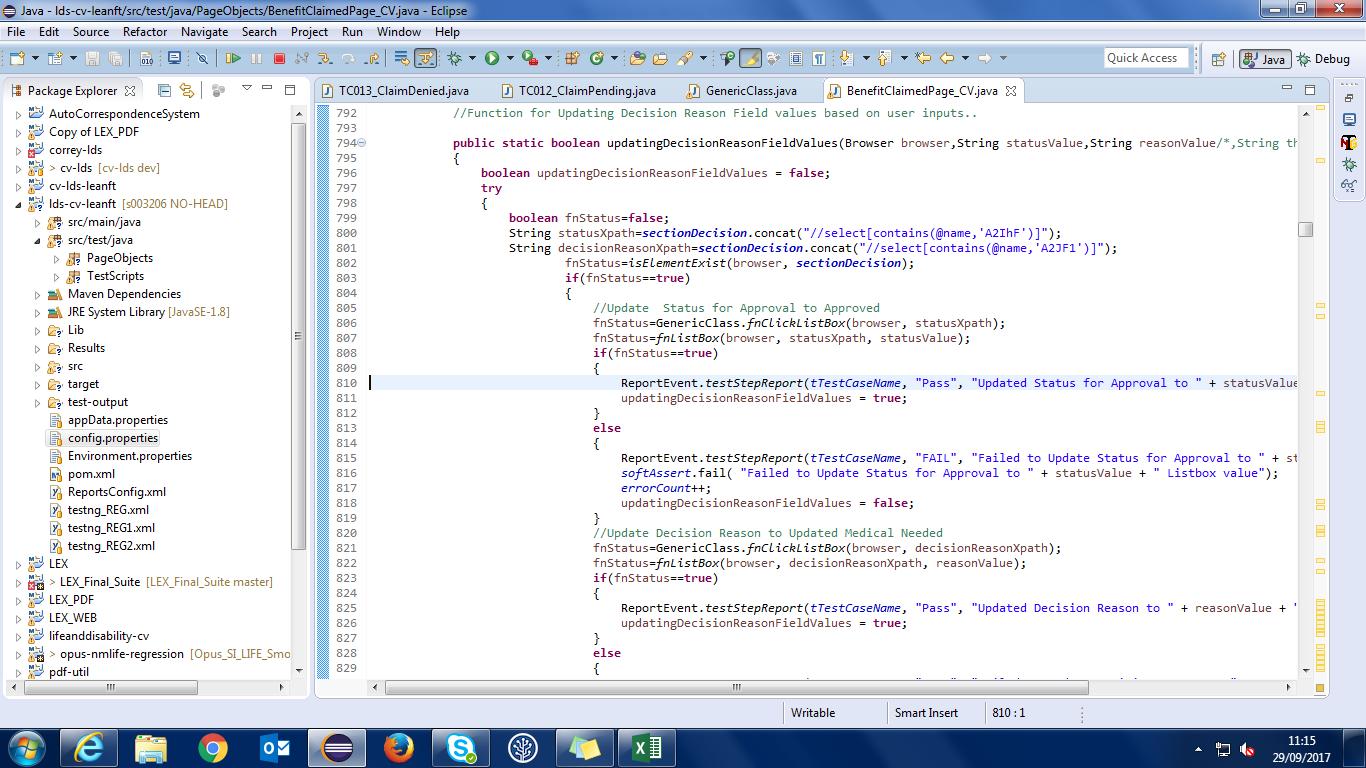 Java - lds-cv-leanft/src/test/java/PageObjects/BenefitClaimedPage_CV.java - Eclipse
File Edit Source Refactor Navigate Search Project Run Window Help
Quick Access Java Debug
Package Explorer
AutoCorrespondenceSystem
Copy of LEX_PDF
correy-lds
> cv-lds [cv-lds dev]
cv-lds-leanft
lds-cv-leanft [s003206 NO-HEAD]
src/main/java
src/test/java
PageObjects
TestScripts
Maven Dependencies
JRE System Library [JavaSE-1.8]
Lib
Results
src
target
test-output
appData.properties
config.properties
Environment.properties
pom.xml
ReportsConfig.xml
testng_REG.xml
testng_REG1.xml
testng_REG2.xml
LEX
> LEX_Final_Suite [LEX_Final_Suite master]
LEX_PDF
LEX_WEB
lifeanddisability-cv
> opus-nmlife-regression [Opus_SI_LIFE_Smo
pdf-util
TC013_ClaimDenied.java TC012_ClaimPending.java GenericClass.java BenefitClaimedPage_CV.java
792 //Function for Updating Decision Reason Field values based on user inputs..
793
794 public static boolean updatingDecisionReasonFieldValues(Browser browser,String statusValue,String reasonValue/*,String th
795 {
796 boolean updatingDecisionReasonFieldValues = false;
797 try
798 {
799 boolean fnStatus=false;
800 String statusXpath=sectionDecision.concat("//select[contains(@name,'A2IhF')]");
801 String decisionReasonXpath=sectionDecision.concat("//select[contains(@name,'A2JF1')]");
802 fnStatus=isElementExist(browser, sectionDecision);
803 if(fnStatus==true)
804 {
805 //Update  Status for Approval to Approved
806 fnStatus=GenericClass.fnClickListBox(browser, statusXpath);
807 fnStatus=fnListBox(browser, statusXpath, statusValue);
808 if(fnStatus==true)
809 {
810 ReportEvent.testStepReport(tTestCaseName, "Pass", "Updated Status for Approval to " + statusValue
811 updatingDecisionReasonFieldValues = true;
812 }
813 else
814 {
815 ReportEvent.testStepReport(tTestCaseName, "FAIL", "Failed to Update Status for Approval to " + st
816 softAssert.fail( "Failed to Update Status for Approval to " + statusValue + " Listbox value");
817 errorCount++;
818 updatingDecisionReasonFieldValues = false;
819 }
820 //Update Decision Reason to Updated Medical Needed
821 fnStatus=GenericClass.fnClickListBox(browser, decisionReasonXpath);
822 fnStatus=fnListBox(browser, decisionReasonXpath, reasonValue);
823 if(fnStatus==true)
824 {
825 ReportEvent.testStepReport(tTestCaseName, "Pass", "Updated Decision Reason to " + reasonValue + "
826 updatingDecisionReasonFieldValues = true;
827 }
828 else
829 {
Writable Smart Insert 810 : 1
11:15
29/09/2017